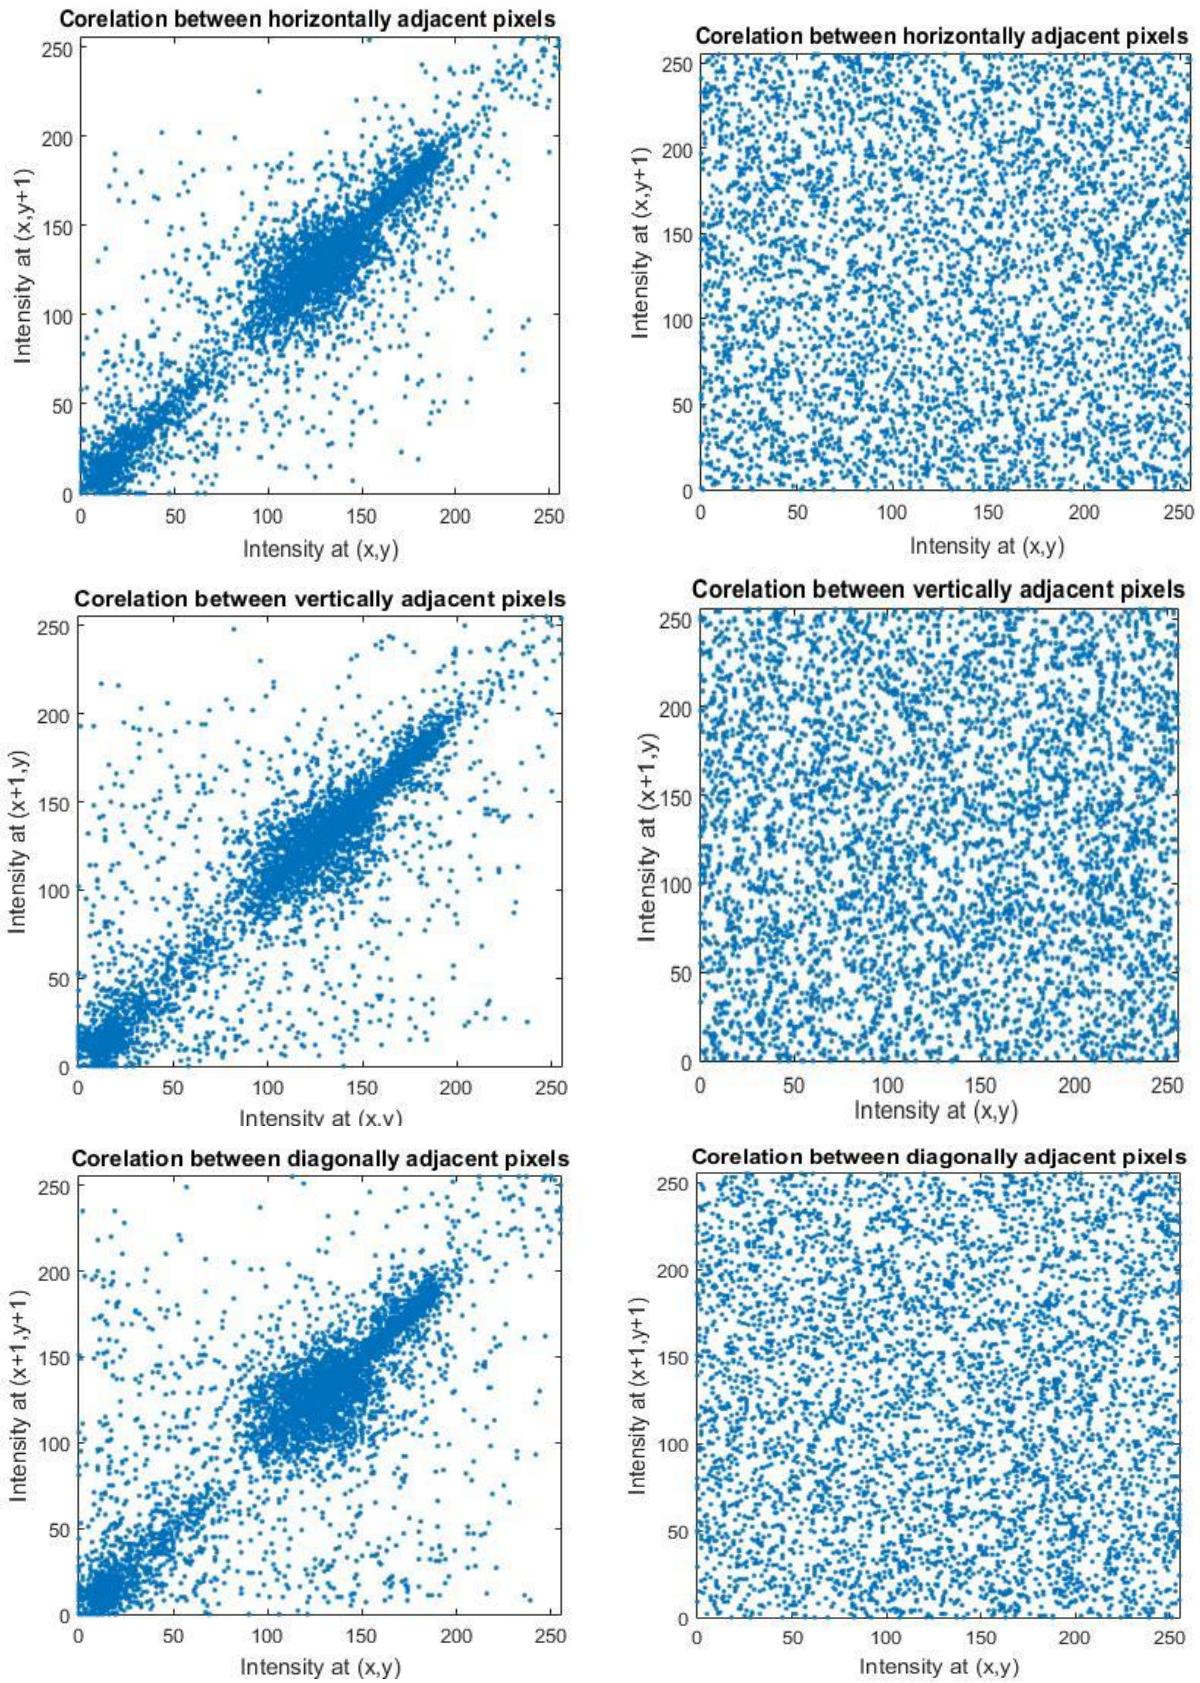 Corelation between horizontally adjacent pixels
250
200
150
100
50
0
0 50 100 150 200 250
Intensity at (x,y+1)
Intensity at (x,y)
Corelation between horizontally adjacent pixels
250
200
150
100
50
0
0 50 100 150 200 250
Intensity at (x,y+1)
Intensity at (x,y)
Corelation between vertically adjacent pixels
250
200
150
100
50
0
0 50 100 150 200 250
Intensity at (x+1,y)
Intensity at (x,y)
Corelation between vertically adjacent pixels
250
200
150
100
50
0
0 50 100 150 200 250
Intensity at (x+1,y)
Intensity at (x,y)
Corelation between diagonally adjacent pixels
250
200
150
100
50
0
0 50 100 150 200 250
Intensity at (x+1,y+1)
Intensity at (x,y)
Corelation between diagonally adjacent pixels
250
200
150
100
50
0
0 50 100 150 200 250
Intensity at (x+1,y+1)
Intensity at (x,y)